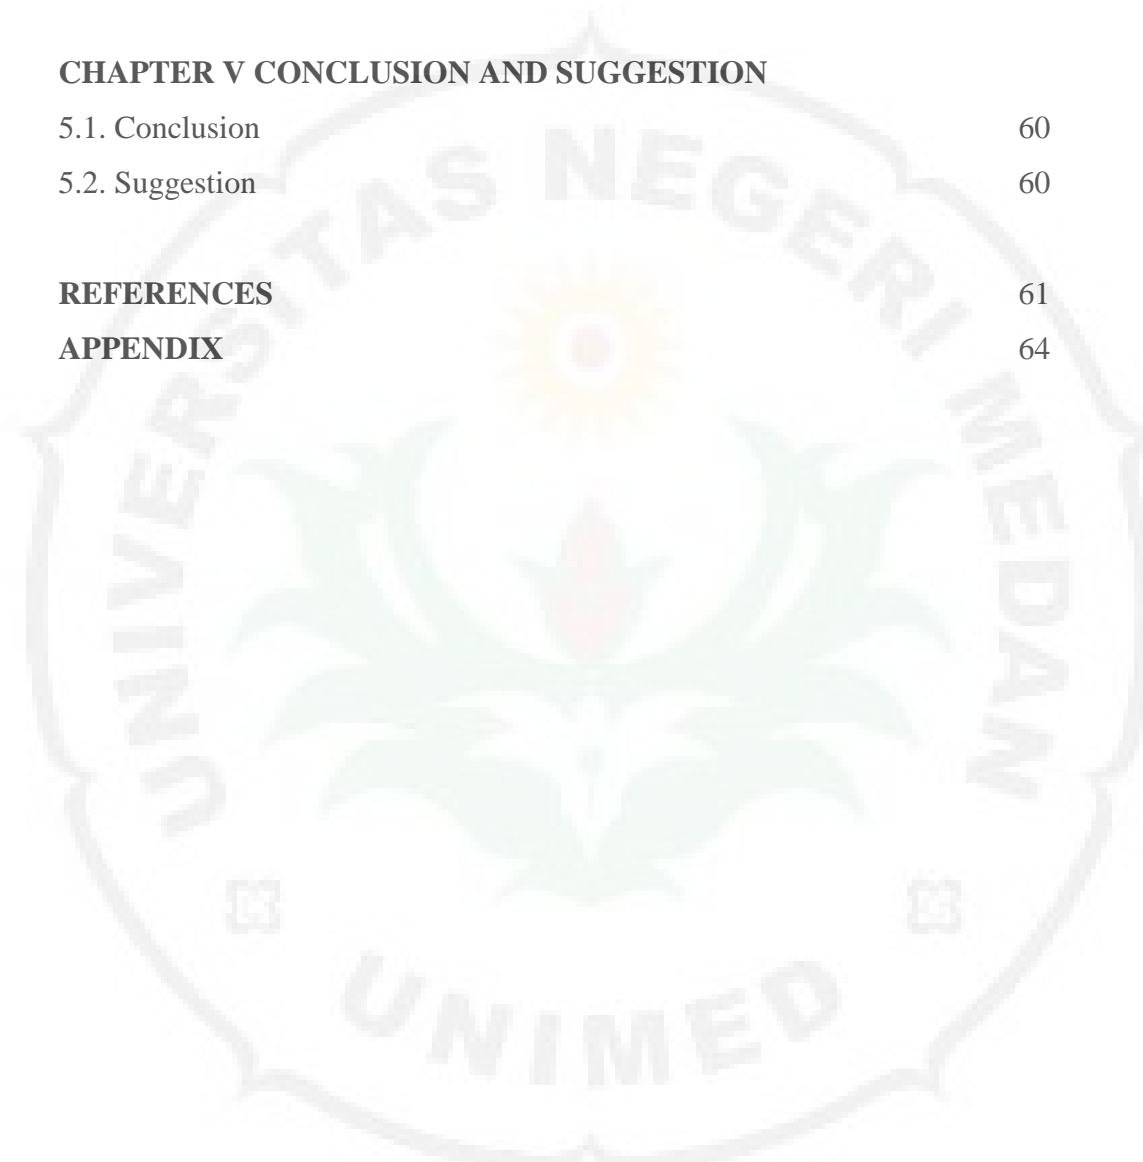 CHAPTER V CONCLUSION AND SUGGESTION
5.1. Conclusion 60
5.2. Suggestion 60
REFERENCES 61
APPENDIX 64
UNIVERSITAS NEGERI MEDAN
UNIMED